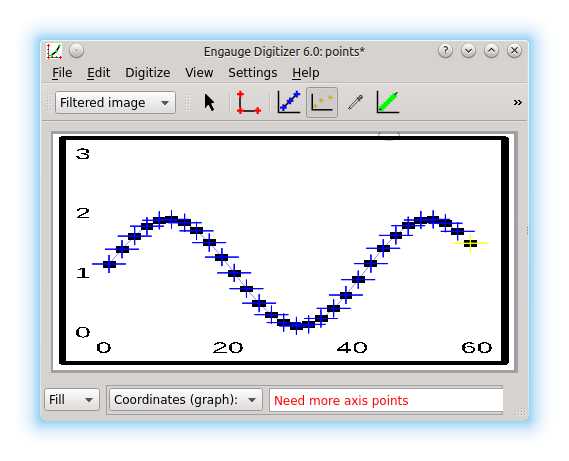 Engauge Digitizer 6.0: points*
File Edit Digitize View Settings Help
Filtered image
»
3
2
1
0
0 20 40 60
Fill Coordinates (graph): Need more axis points